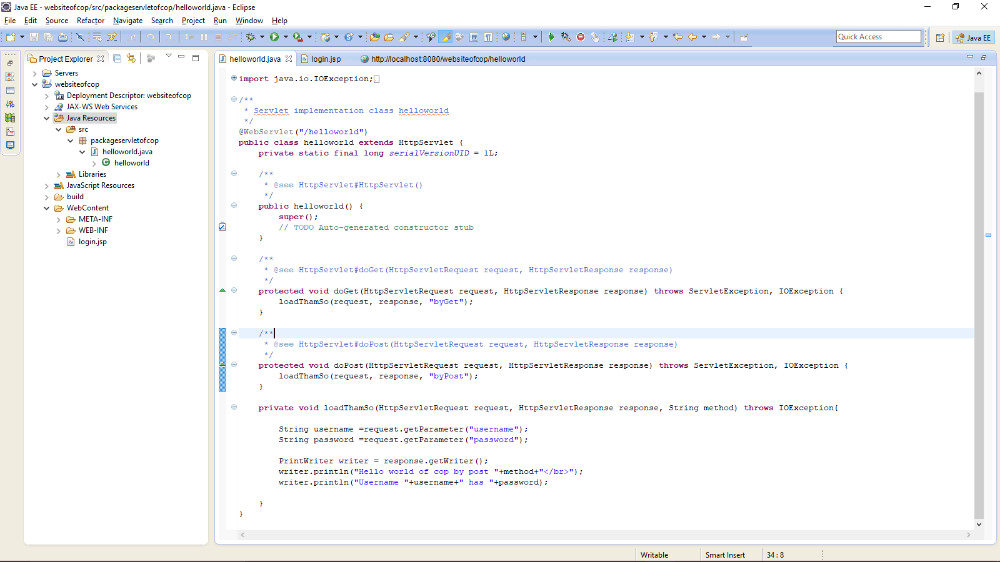 Java EE - websiteofcop/src/packageservletofcop/helloworld.java - Eclipse
File Edit Source Refactor Navigate Search Project Run Window Help
Quick Access
Java EE
Project Explorer
helloworld.java
login.jsp
http://localhost:8080/websiteofcop/helloworld
Servers
websiteofcop
Deployment Descriptor: websiteofcop
JAX-WS Web Services
Java Resources
src
packageservletofcop
helloworld.java
helloworld
Libraries
JavaScript Resources
build
WebContent
META-INF
WEB-INF
login.jsp
import java.io.IOException;
/**
* Servlet implementation class helloworld
*/
@WebServlet("/helloworld")
public class helloworld extends HttpServlet {
private static final long serialVersionUID = 1L;
/**
* @see HttpServlet#HttpServlet()
*/
public helloworld() {
super();
// TODO Auto-generated constructor stub
}
/**
* @see HttpServlet#doGet(HttpServletRequest request, HttpServletResponse response)
*/
protected void doGet(HttpServletRequest request, HttpServletResponse response) throws ServletException, IOException {
loadThamSo(request, response, "byGet");
}
/**
* @see HttpServlet#doPost(HttpServletRequest request, HttpServletResponse response)
*/
protected void doPost(HttpServletRequest request, HttpServletResponse response) throws ServletException, IOException {
loadThamSo(request, response, "byPost");
}
private void loadThamSo(HttpServletRequest request, HttpServletResponse response, String method) throws IOException{
String username =request.getParameter("username");
String password =request.getParameter("password");
PrintWriter writer = response.getWriter();
writer.println("Hello world of cop by post "+method+"</br>");
writer.println("Username "+username+" has "+password);
}
}
Writable
Smart Insert
34 : 8